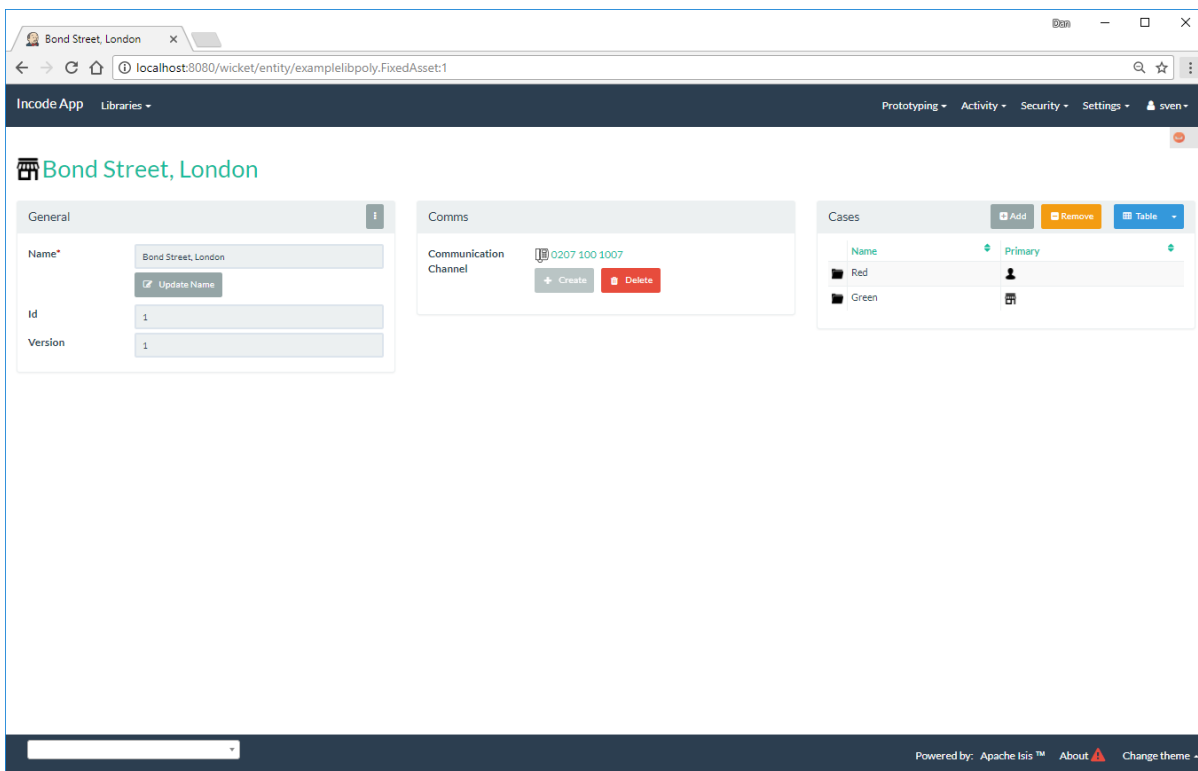 Bond Street, London
Dan
localhost:8080/wicket/entity/examplelibpoly.FixedAsset:1
Incode App Libraries Prototyping Activity Security Settings sven
Bond Street, London
General
Name*
Bond Street, London
Update Name
Id
1
Version
1
Comms
Communication Channel
0207 100 1007
Create Delete
Cases Add Remove Table
Name Primary
Red
Green
Powered by: Apache Isis ™ About Change theme